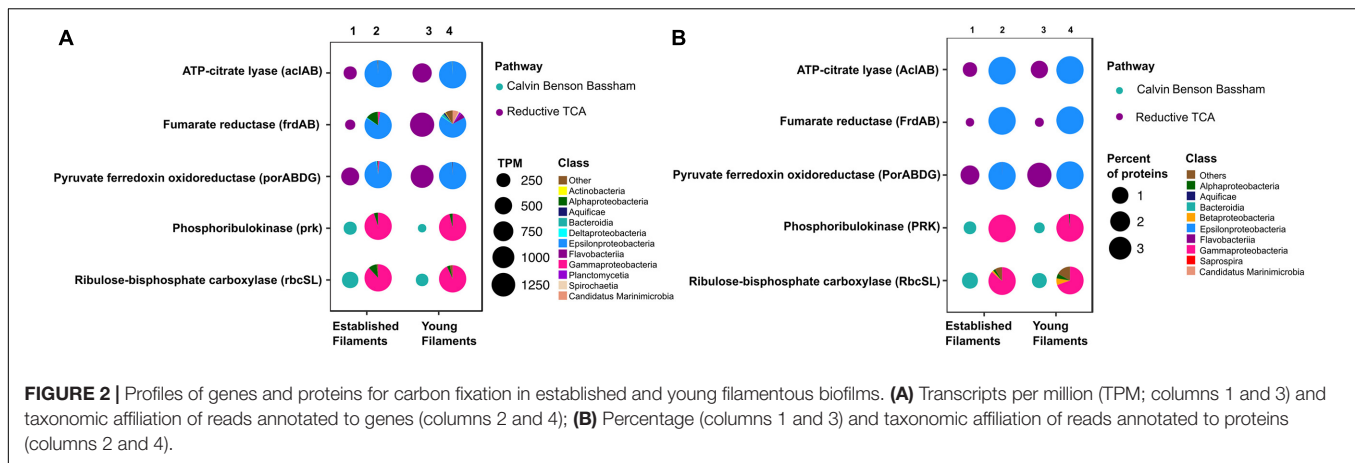 A
1 2 3 4
ATP-citrate lyase (aclAB)
Fumarate reductase (frdAB)
Pyruvate ferredoxin oxidoreductase (porABDG)
Phosphoribulokinase (prk)
Ribulose-bisphosphate carboxylase (rbcSL)
Established
Filaments
Young
Filaments
Pathway
Calvin Benson Bassham
Reductive TCA
TPM
250
500
750
1000
1250
Class
Other
Actinobacteria
Alphaproteobacteria
Aquificae
Bacteroidia
Deltaproteobacteria
Epsilonproteobacteria
Flavobacteriia
Gammaproteobacteria
Planctomycetia
Spirochaetia
Candidatus Marinimicrobia
B
1 2 3 4
ATP-citrate lyase (AclAB)
Fumarate reductase (FrdAB)
Pyruvate ferredoxin oxidoreductase (PorABDG)
Phosphoribulokinase (PRK)
Ribulose-bisphosphate carboxylase (RbcSL)
Established
Filaments
Young
Filaments
Pathway
Calvin Benson Bassham
Reductive TCA
Percent
of proteins
1
2
3
Class
Others
Alphaproteobacteria
Aquificae
Bacteroidia
Betaproteobacteria
Epsilonproteobacteria
Flavobacteriia
Gammaproteobacteria
Saprospira
Candidatus Marinimicrobia
FIGURE 2 | Profiles of genes and proteins for carbon fixation in established and young filamentous biofilms. (A) Transcripts per million (TPM; columns 1 and 3) and
taxonomic affiliation of reads annotated to genes (columns 2 and 4); (B) Percentage (columns 1 and 3) and taxonomic affiliation of reads annotated to proteins
(columns 2 and 4).